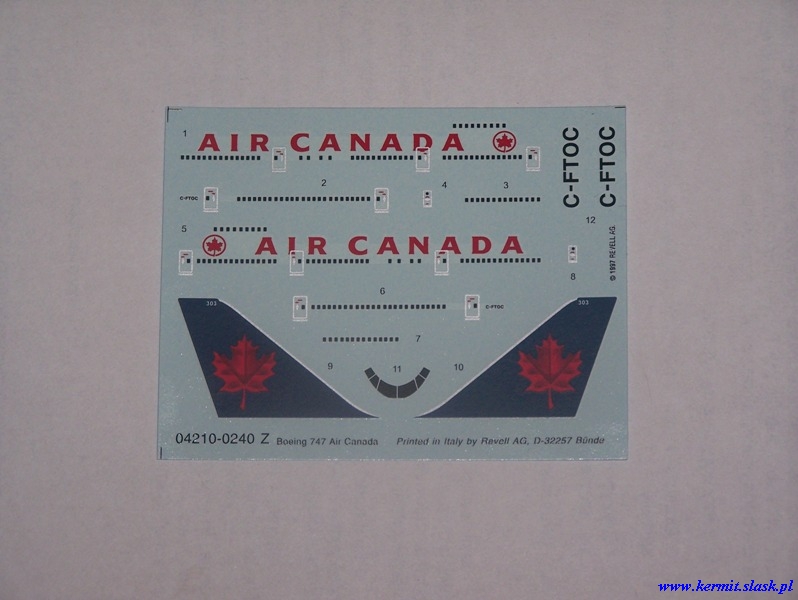 1
AIR CANADA
C-FTOC
C-FTOC
2
4
3
C-FTOC
12
5
AIR CANADA
8
© 1997 REVELL AG.
6
C-FTOC
303
303
7
9
11
10
04210-0240 Z Boeing 747 Air Canada Printed in Italy by Revell AG, D-32257 Bünde
www.kermit.slask.pl